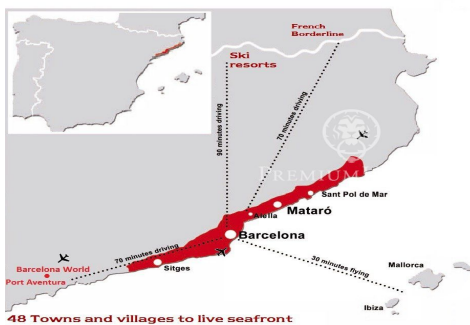 French
Borderline
Ski
resorts
90 minutes driving
70 minutes driving
PREMIUM
Sant Pol de Mar
Mataró
Alella
Barcelona
70 minutes driving
30 minutes flying
Barcelona World
Port Aventura
Sitges
Mallorca
Ibiza
48 Towns and villages to live seafront